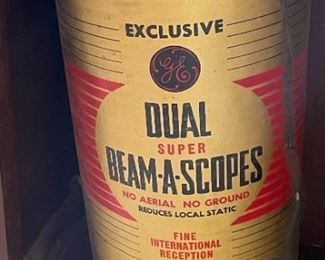 EXCLUSIVE
GE
DUAL
SUPER
BEAM-A-SCOPES
NO AERIAL NO GROUND
REDUCES LOCAL STATIC
FINE
INTERNATIONAL
RECEPTION